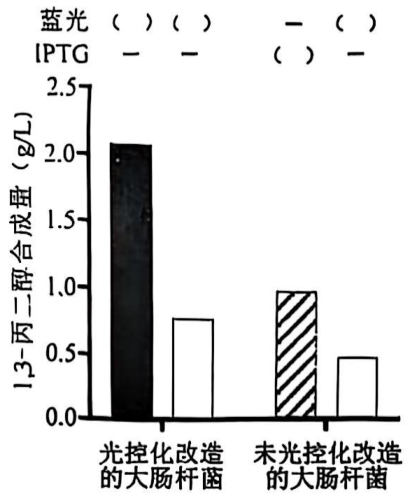 蓝光 ( ) ( ) － ( )
IPTG － － ( ) －
1,3-丙二醇合成量（g/L）
2.5
2.0
1.5
1.0
0.5
0.0
光控化改造的大肠杆菌
未光控化改造的大肠杆菌